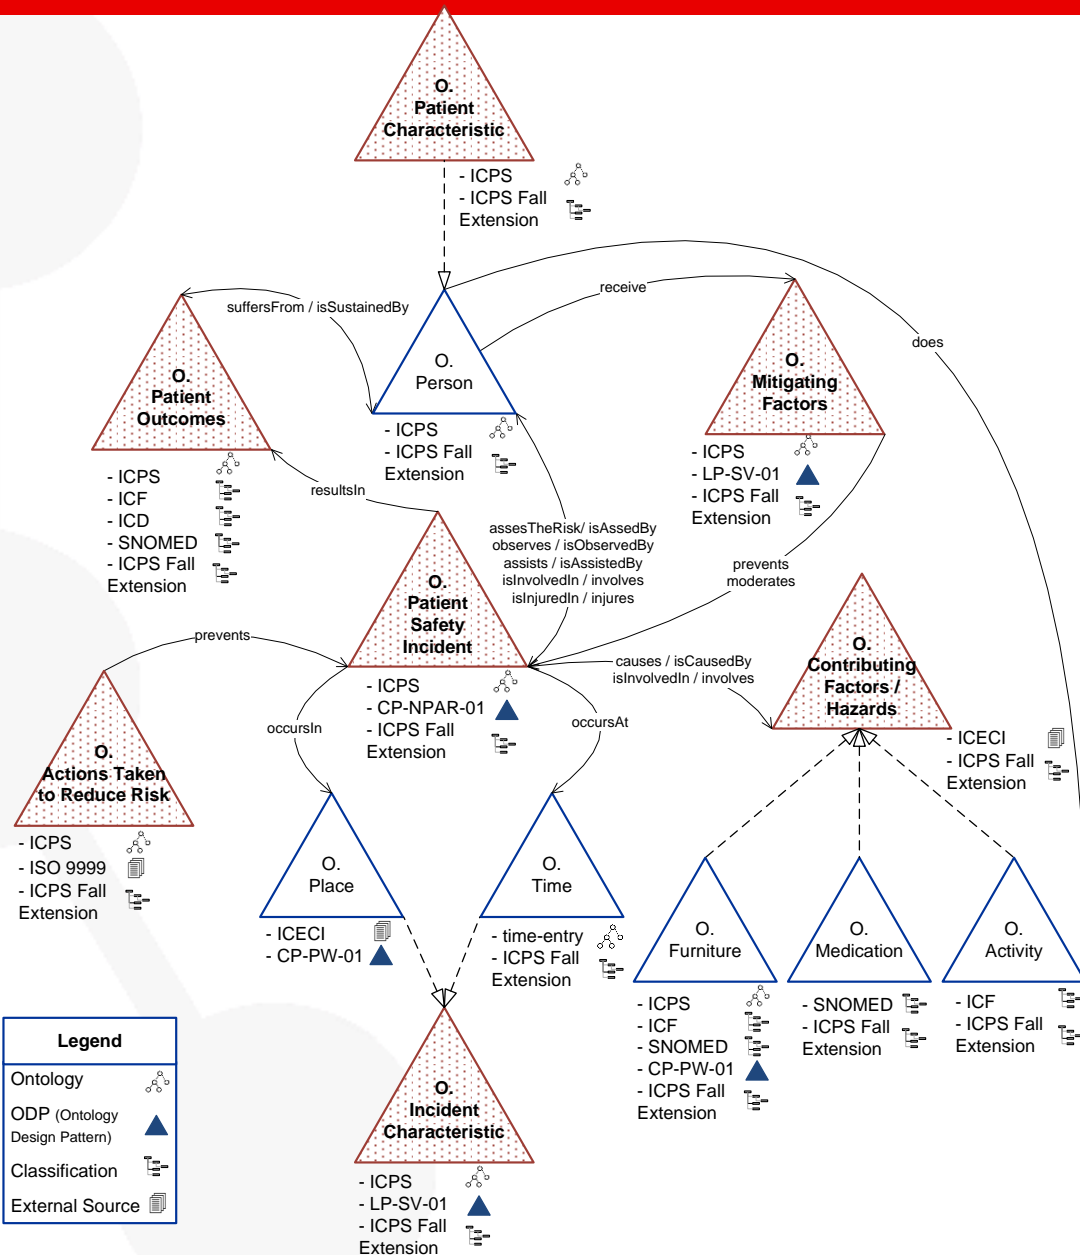 O.
Patient
Characteristic
- ICPS
- ICPS Fall
Extension
suffersFrom / isSustainedBy
receive
does
O.
Person
- ICPS
- ICPS Fall
Extension
O.
Patient
Outcomes
- ICPS
- ICF
- ICD
- SNOMED
- ICPS Fall
Extension
O.
Mitigating
Factors
- ICPS
- LP-SV-01
- ICPS Fall
Extension
resultsIn
assesTheRisk/ isAssedBy
observes / isObservedBy
assists / isAssistedBy
isInvolvedIn / involves
isInjuredIn / injures
prevents
moderates
O.
Patient
Safety
Incident
- ICPS
- CP-NPAR-01
- ICPS Fall
Extension
prevents
causes / isCausedBy
isInvolvedIn / involves
O.
Contributing
Factors /
Hazards
- ICECI
- ICPS Fall
Extension
O.
Actions Taken
to Reduce Risk
- ICPS
- ISO 9999
- ICPS Fall
Extension
occursIn
occursAt
O.
Place
- ICECI
- CP-PW-01
O.
Time
- time-entry
- ICPS Fall
Extension
O.
Furniture
- ICPS
- ICF
- SNOMED
- CP-PW-01
- ICPS Fall
Extension
O.
Medication
- SNOMED
- ICPS Fall
Extension
O.
Activity
- ICF
- ICPS Fall
Extension
O.
Incident
Characteristic
- ICPS
- LP-SV-01
- ICPS Fall
Extension
Legend
Ontology
ODP (Ontology
Design Pattern)
Classification
External Source